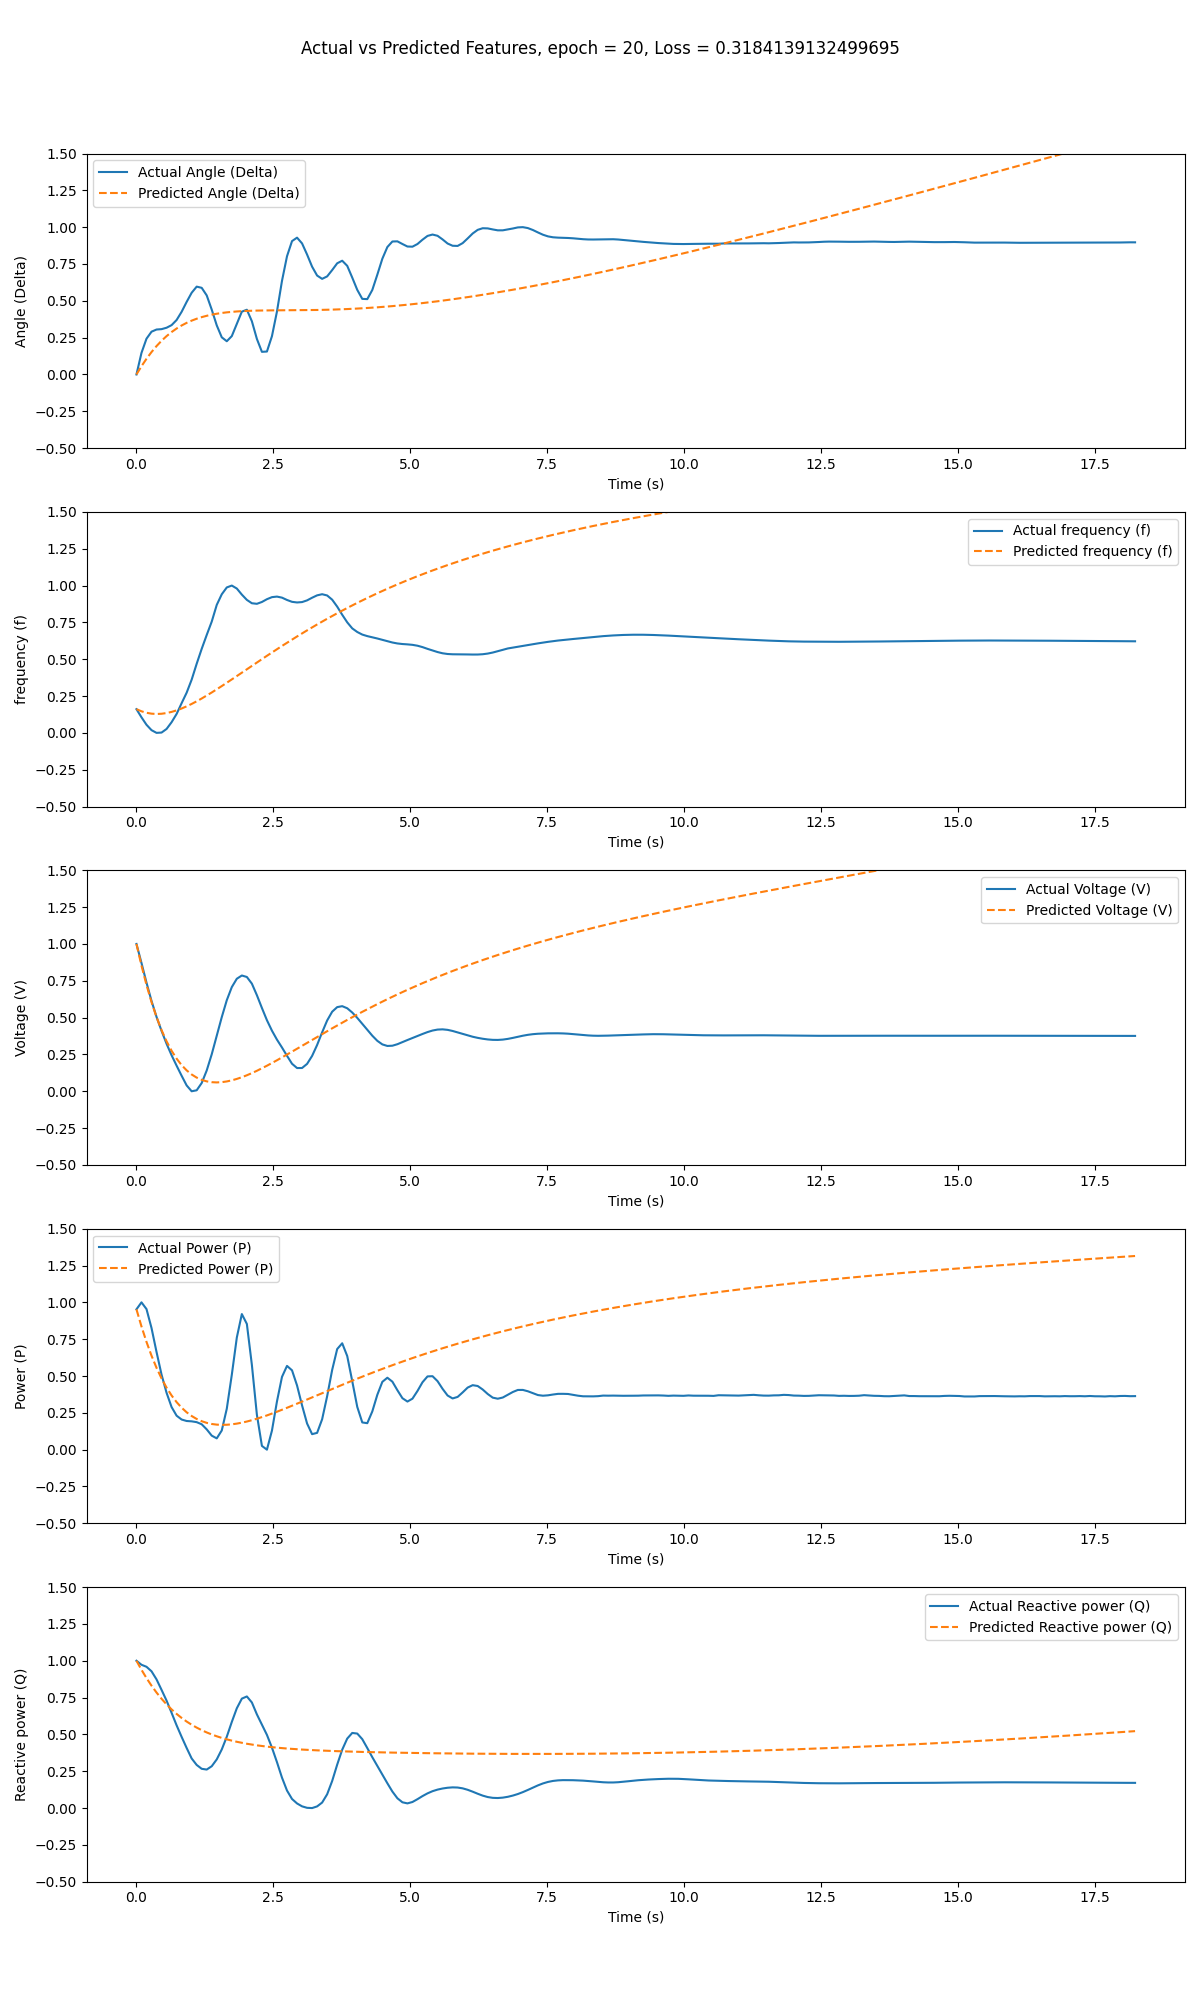 Actual vs Predicted Features, epoch = 20, Loss = 0.3184139132499695
1.50
1.25
1.00
0.75
0.50
0.25
0.00
−0.25
−0.50
Angle (Delta)
Actual Angle (Delta)
Predicted Angle (Delta)
0.0 2.5 5.0 7.5 10.0 12.5 15.0 17.5
Time (s)
1.50
1.25
1.00
0.75
0.50
0.25
0.00
−0.25
−0.50
frequency (f)
Actual frequency (f)
Predicted frequency (f)
0.0 2.5 5.0 7.5 10.0 12.5 15.0 17.5
Time (s)
1.50
1.25
1.00
0.75
0.50
0.25
0.00
−0.25
−0.50
Voltage (V)
Actual Voltage (V)
Predicted Voltage (V)
0.0 2.5 5.0 7.5 10.0 12.5 15.0 17.5
Time (s)
1.50
1.25
1.00
0.75
0.50
0.25
0.00
−0.25
−0.50
Power (P)
Actual Power (P)
Predicted Power (P)
0.0 2.5 5.0 7.5 10.0 12.5 15.0 17.5
Time (s)
1.50
1.25
1.00
0.75
0.50
0.25
0.00
−0.25
−0.50
Reactive power (Q)
Actual Reactive power (Q)
Predicted Reactive power (Q)
0.0 2.5 5.0 7.5 10.0 12.5 15.0 17.5
Time (s)